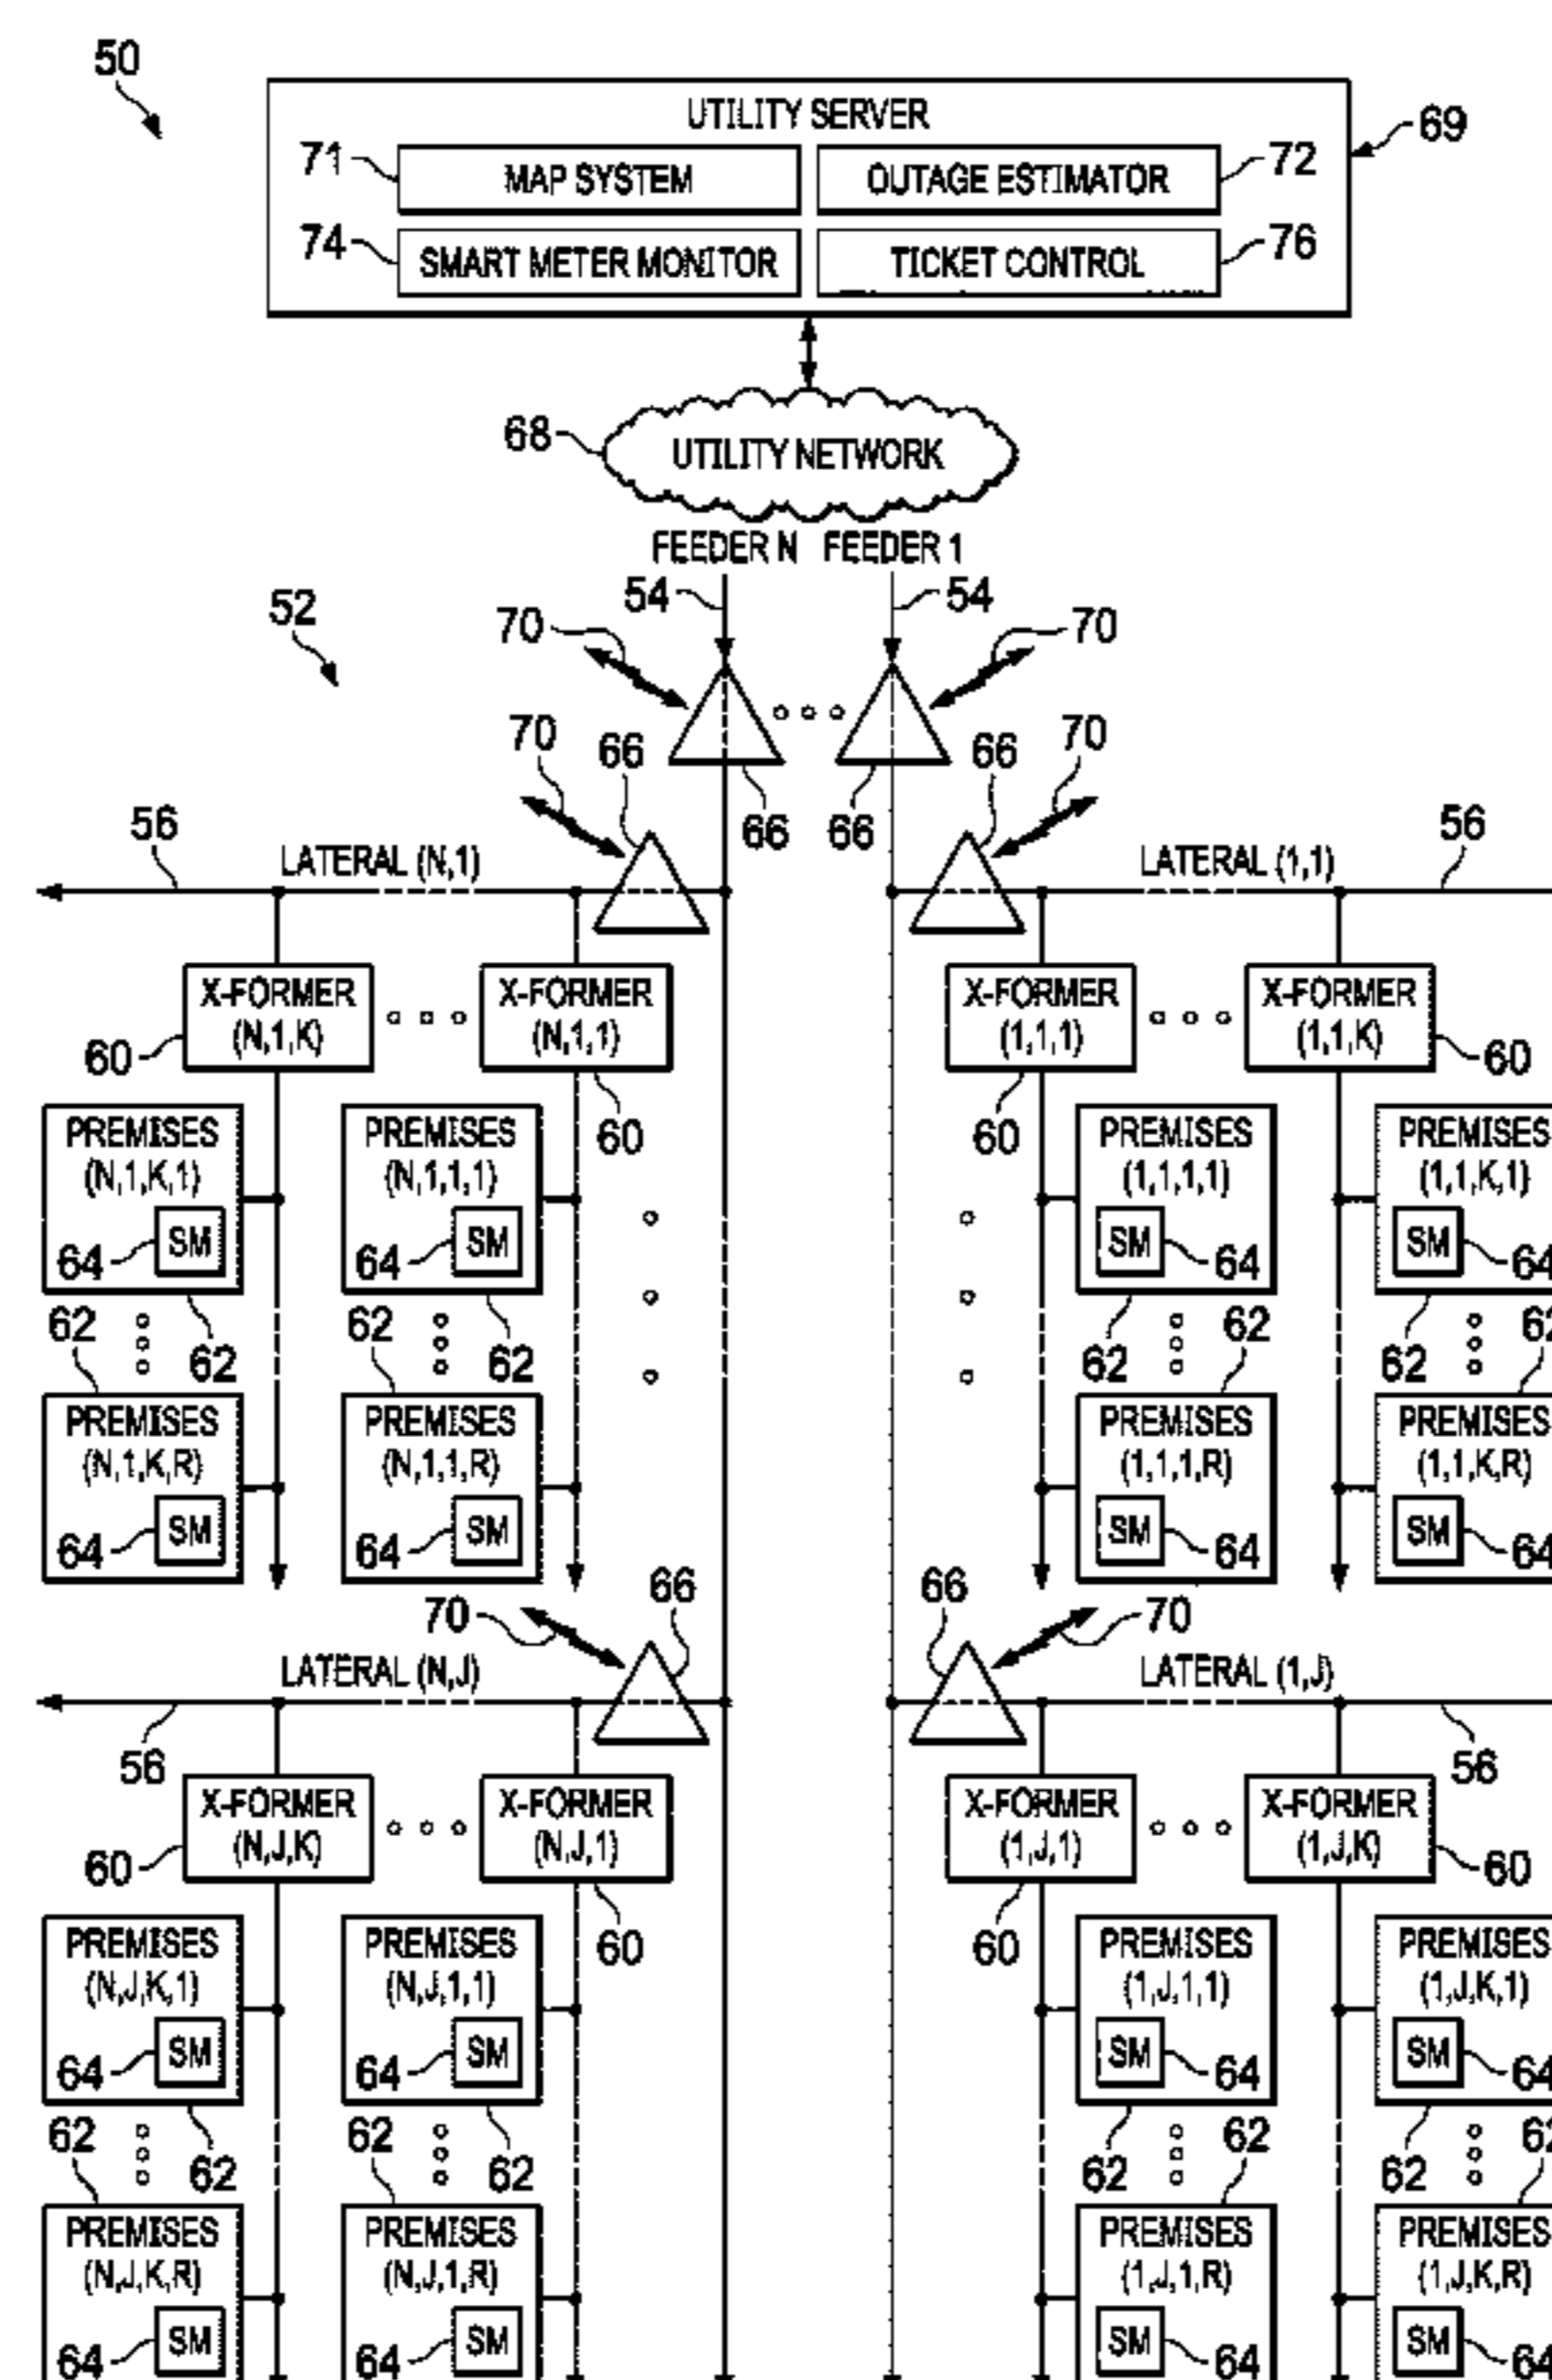 50
UTILITY SERVER
69
71 MAP SYSTEM OUTAGE ESTIMATOR 72
74 SMART METER MONITOR TICKET CONTROL 76
68 UTILITY NETWORK
FEEDER N FEEDER 1
52 54 54
70 70
70 66 66 70
66 66
56 LATERAL (N,1) LATERAL (1,1) 56
X-FORMER X-FORMER X-FORMER X-FORMER
(N,1,K) (N,1,1) (1,1,1) (1,1,K)
60 60 60 60
PREMISES PREMISES PREMISES PREMISES
(N,1,K,1) (N,1,1,1) (1,1,1,1) (1,1,K,1)
64 SM 64 SM SM 64 SM 64
62 62 62 62 62 62 62 62
PREMISES PREMISES PREMISES PREMISES
(N,1,K,R) (N,1,1,R) (1,1,1,R) (1,1,K,R)
64 SM 64 SM SM 64 SM 64
70 66 66 70
LATERAL (N,J) LATERAL (1,J)
56 56
X-FORMER X-FORMER X-FORMER X-FORMER
(N,J,K) (N,J,1) (1,J,1) (1,J,K)
60 60 60 60
PREMISES PREMISES PREMISES PREMISES
(N,J,K,1) (N,J,1,1) (1,J,1,1) (1,J,K,1)
64 SM 64 SM SM 64 SM 64
62 62 62 62 62 62 62 62
PREMISES PREMISES PREMISES PREMISES
(N,J,K,R) (N,J,1,R) (1,J,1,R) (1,J,K,R)
64 SM 64 SM SM 64 SM 64